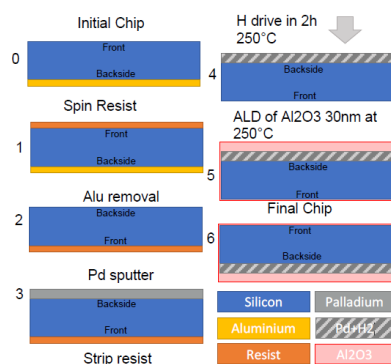 Initial Chip
0
Front
Backside
Spin Resist
1
Front
Backside
Alu removal
2
Backside
Front
Pd sputter
3
Backside
Front
Strip resist
H drive in 2h
250°C
4
Backside
Front
ALD of Al2O3 30nm at
250°C
5
Backside
Front
Final Chip
6
Front
Backside
Silicon
Palladium
Aluminium
Pd+H2
Resist
Al2O3